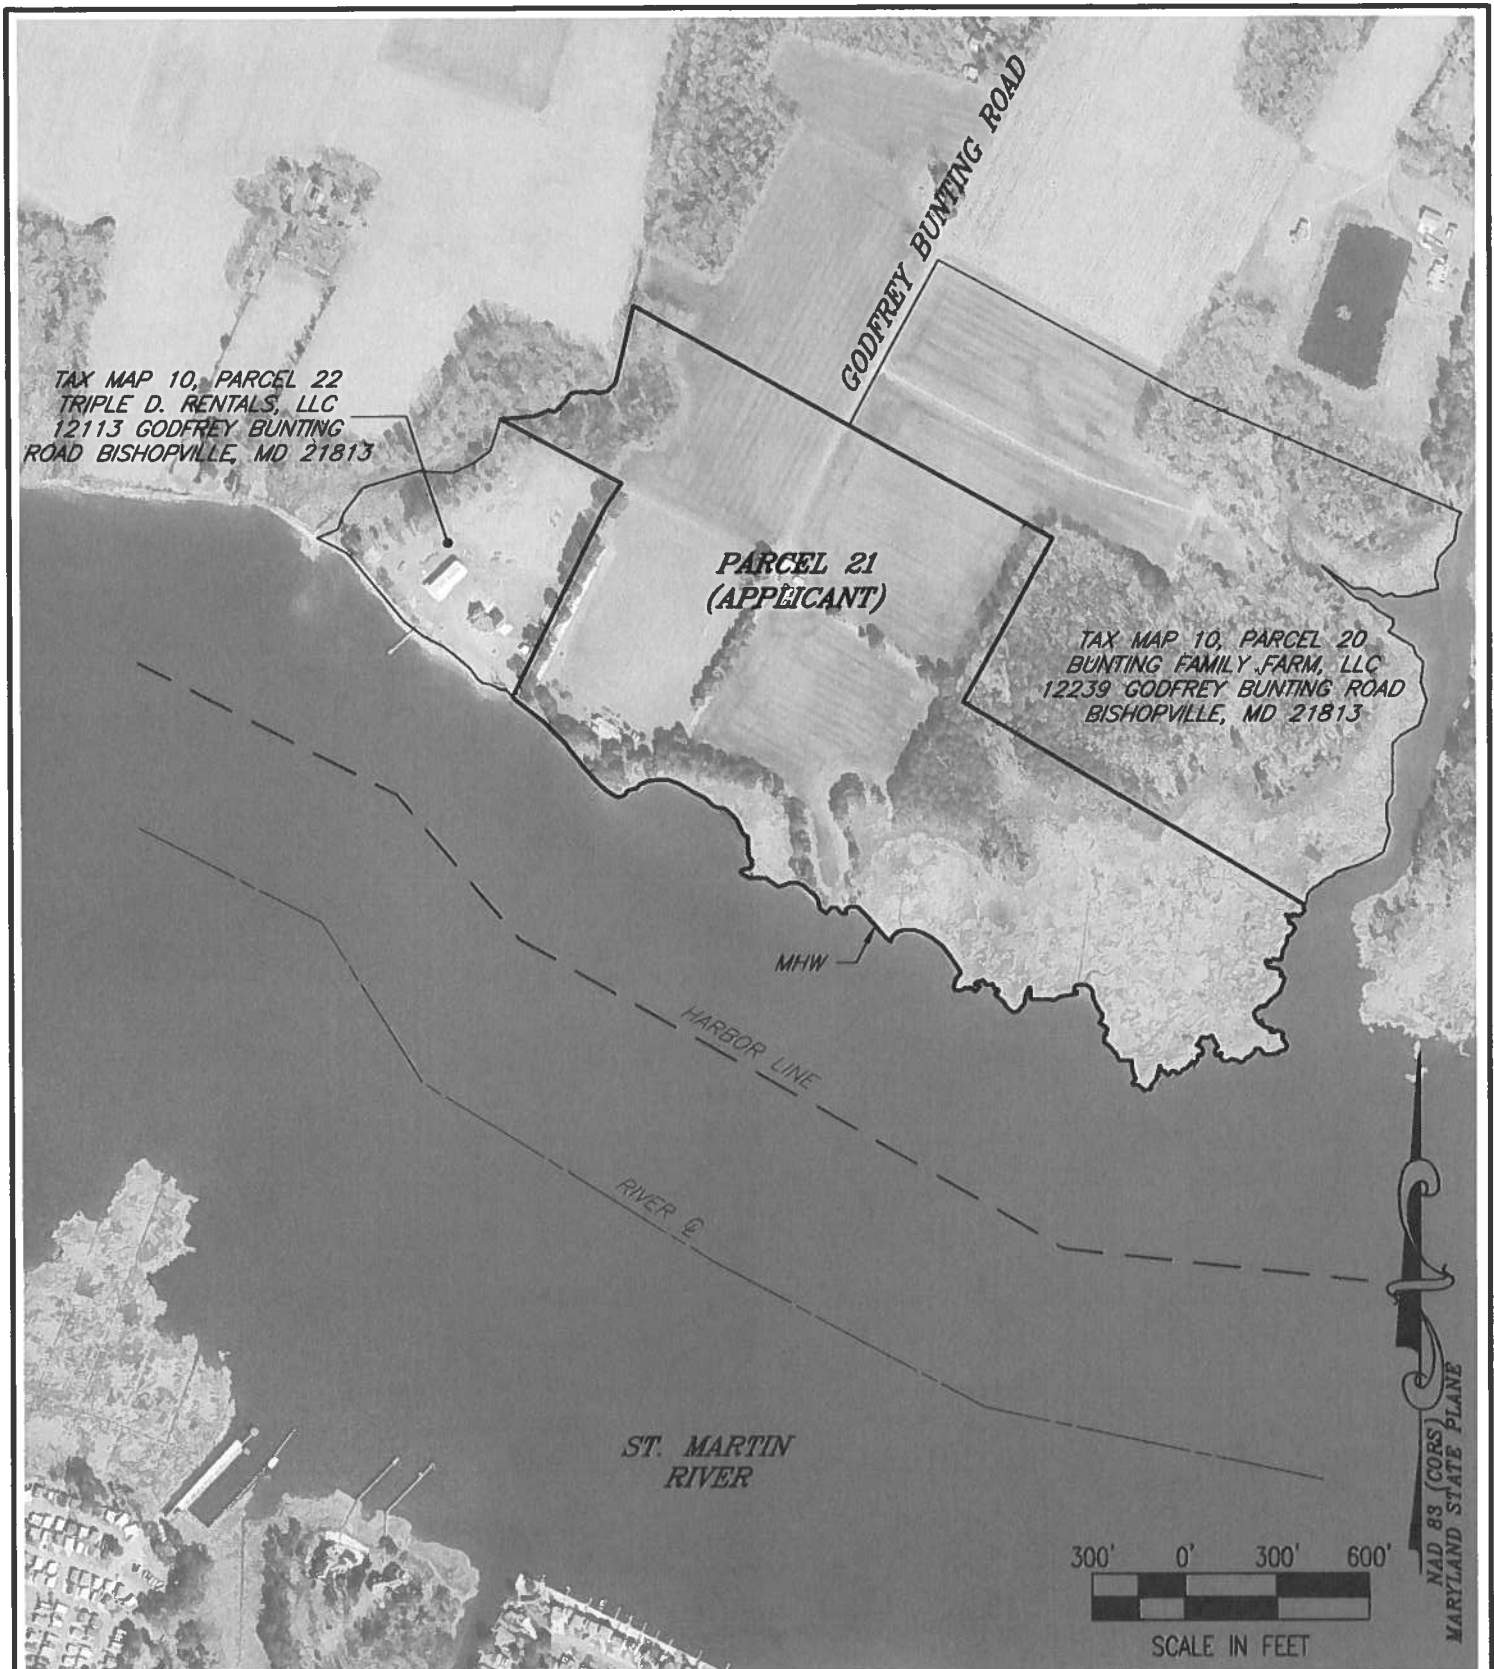 GODFREY BUNTING ROAD
TAX MAP 10, PARCEL 22
TRIPLE D. RENTALS, LLC
12113 GODFREY BUNTING
ROAD BISHOPVILLE, MD 21813
PARCEL 21
(APPLICANT)
TAX MAP 10, PARCEL 20
BUNTING FAMILY FARM, LLC
12239 GODFREY BUNTING ROAD
BISHOPVILLE, MD 21813
MHW
HARBOR LINE
RIVER ℄
ST. MARTIN
RIVER
NAD 83 (CORS)
MARYLAND STATE PLANE
300' 0' 300' 600'
SCALE IN FEET